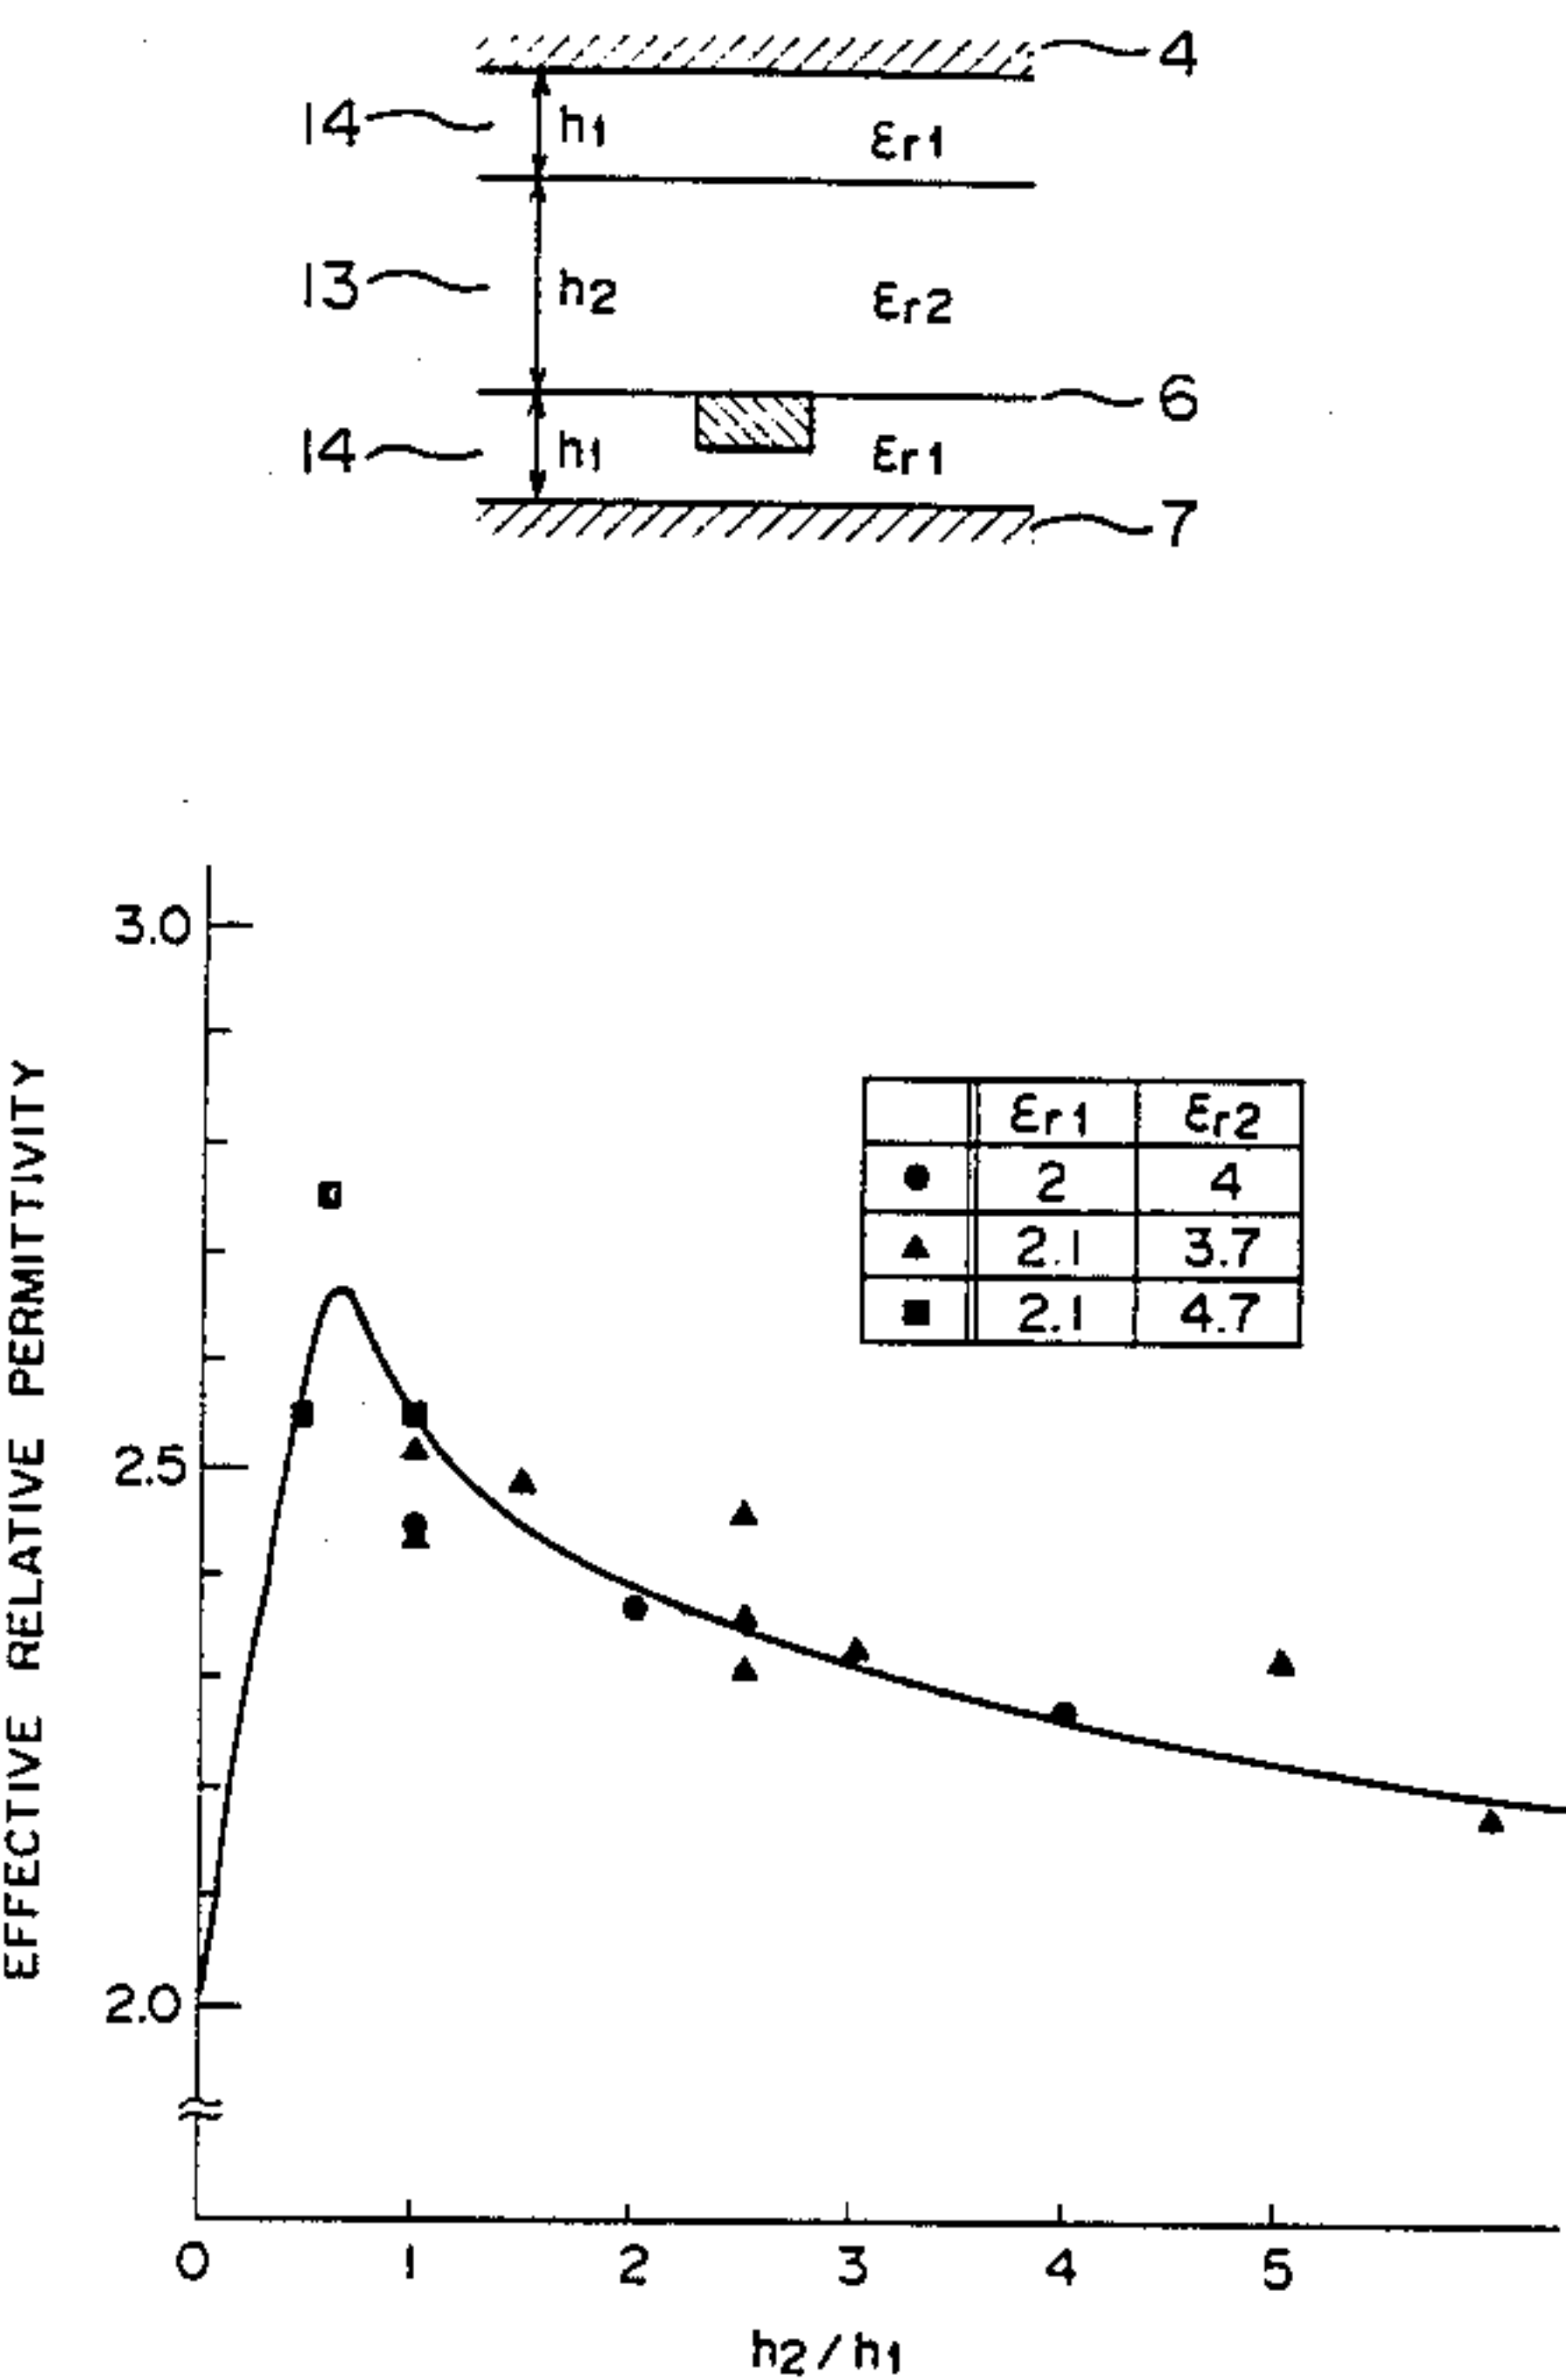 4
14 h1 εr1
13 h2 εr2
6
14 h1 εr1
7
EFFECTIVE RELATIVE PERMITTIVITY
3.0
2.5
2.0
εr1 εr2
● 2 4
▲ 2.1 3.7
■ 2.1 4.7
0 1 2 3 4 5
h2/h1